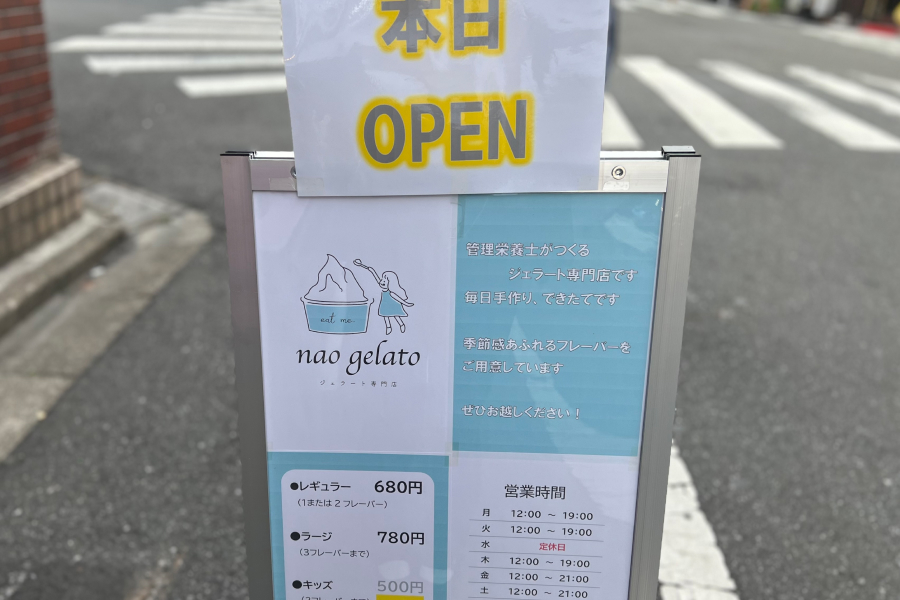 本日
OPEN
eat me
nao gelato
ジェラート専門店
管理栄養士がつくる
ジェラート専門店です
毎日手作り、できたてです
季節感あふれるフレーバーを
ご用意しています
ぜひお越しください！
●レギュラー 680円
（1または2フレーバー）
●ラージ 780円
（3フレーバーまで）
●キッズ 500円
営業時間
月 12:00 ～ 19:00
火 12:00 ～ 19:00
水 定休日
木 12:00 ～ 19:00
金 12:00 ～ 21:00
土 12:00 ～ 21:00